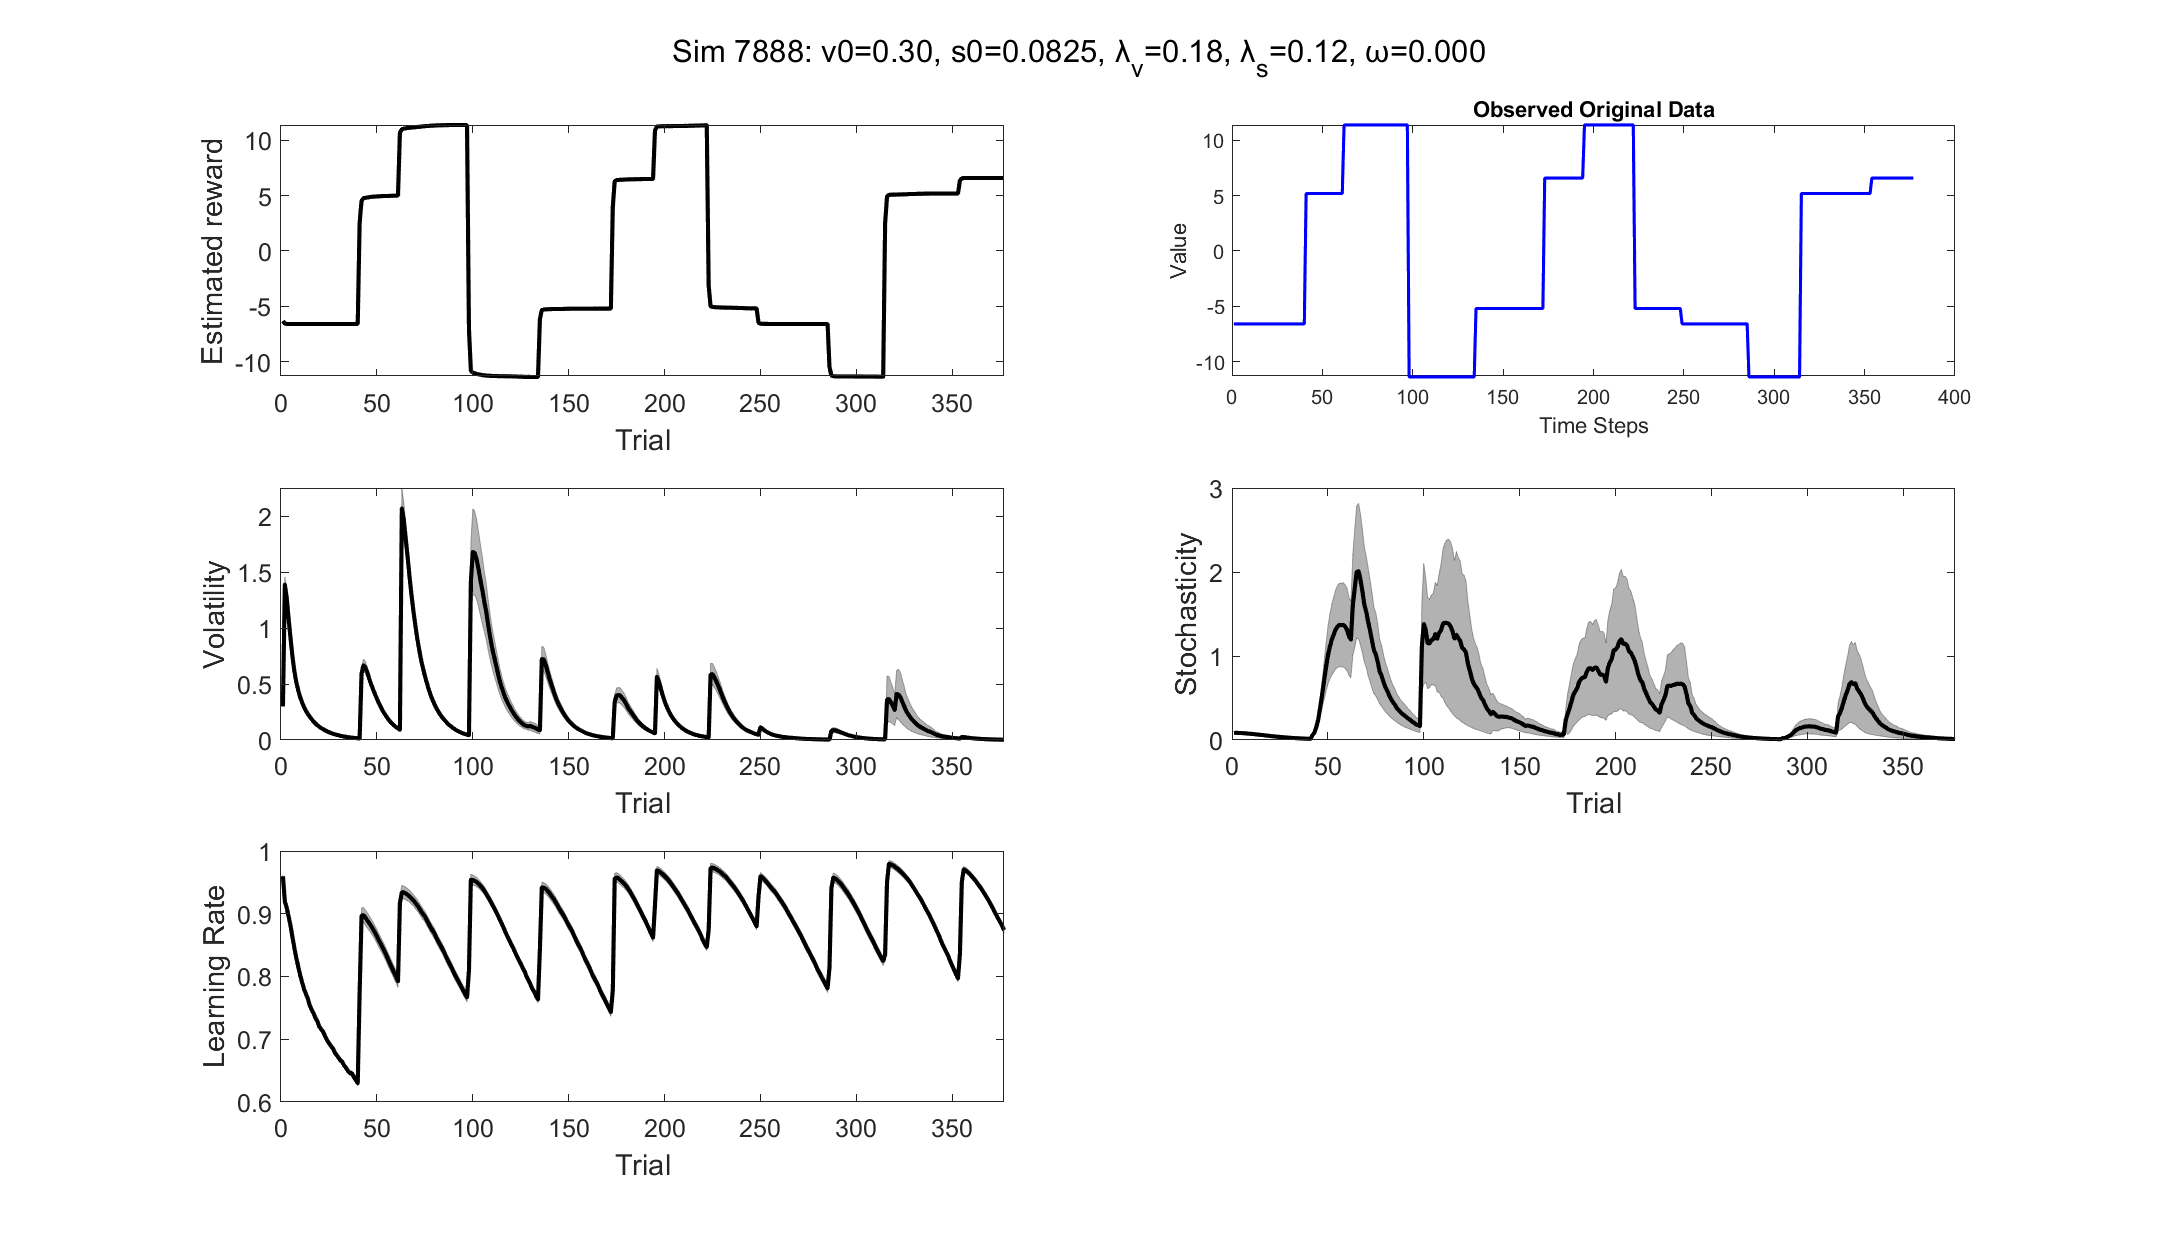 Sim 7888: v0=0.30, s0=0.0825, λv=0.18, λs=0.12, ω=0.000
Estimated reward
10
5
0
-5
-10
0 50 100 150 200 250 300 350
Trial
Observed Original Data
Value
10
5
0
-5
-10
0 50 100 150 200 250 300 350 400
Time Steps
Volatility
2
1.5
1
0.5
0
0 50 100 150 200 250 300 350
Trial
Stochasticity
3
2
1
0
0 50 100 150 200 250 300 350
Trial
Learning Rate
1
0.9
0.8
0.7
0.6
0 50 100 150 200 250 300 350
Trial